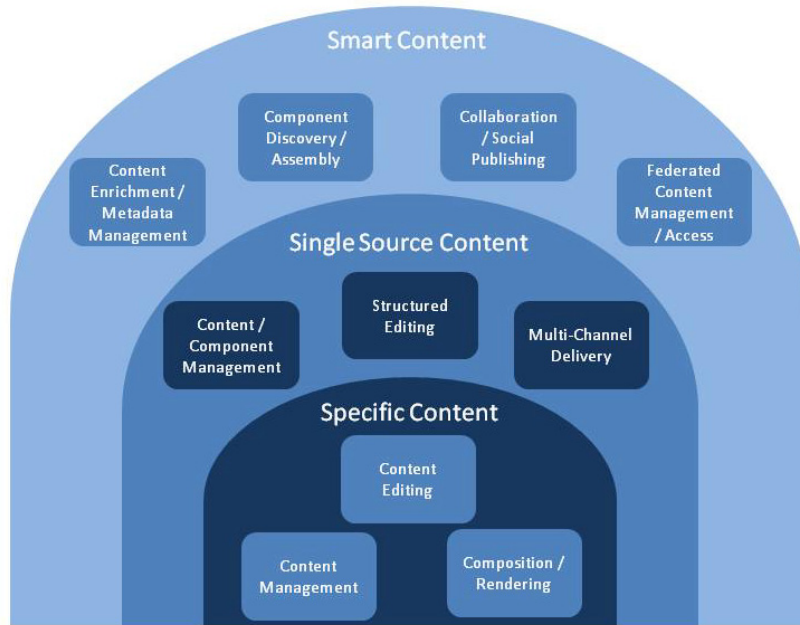 Smart Content
Component
Discovery /
Assembly
Collaboration
/ Social
Publishing
Content
Enrichment /
Metadata
Management
Federated
Content
Management
/ Access
Single Source Content
Content /
Component
Management
Structured
Editing
Multi-Channel
Delivery
Specific Content
Content
Editing
Content
Management
Composition /
Rendering